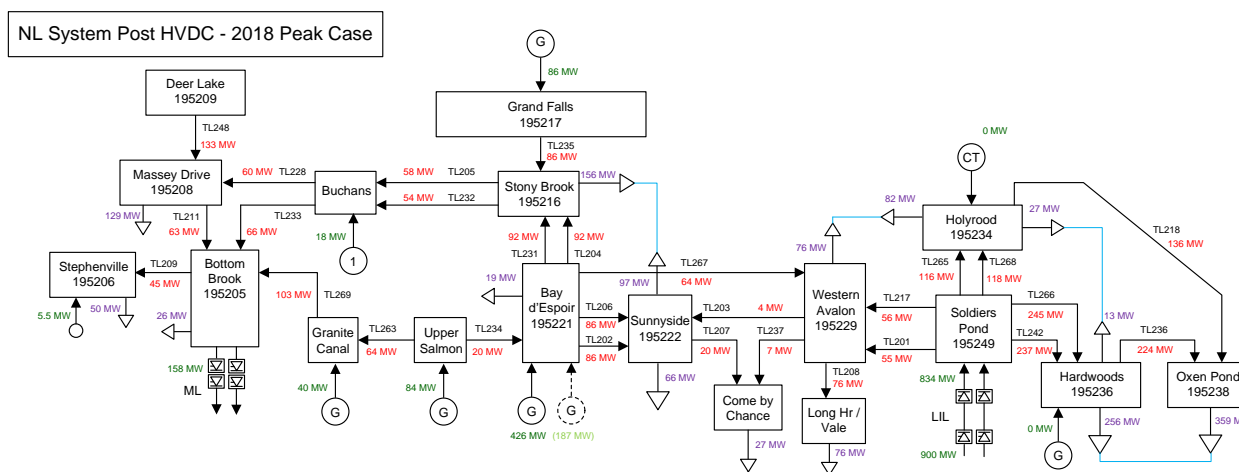 NL System Post HVDC - 2018 Peak Case
G
86 MW
Deer Lake
195209
Grand Falls
195217
TL248
133 MW
TL235
86 MW
0 MW
CT
Massey Drive
195208
60 MW
TL228
Buchans
58 MW
TL205
54 MW
TL232
Stony Brook
195216
156 MW
129 MW
TL211
63 MW
TL233
66 MW
18 MW
1
92 MW
92 MW
TL231
TL204
82 MW
Holyrood
195234
27 MW
TL218
136 MW
76 MW
TL265
116 MW
TL268
118 MW
Stephenville
195206
TL209
45 MW
Bottom
Brook
195205
103 MW
TL269
19 MW
Bay
d'Espoir
195221
TL267
64 MW
97 MW
Western
Avalon
195229
TL217
56 MW
TL201
55 MW
Soldiers
Pond
195249
TL266
245 MW
TL242
237 MW
13 MW
5.5 MW
50 MW
26 MW
Granite
Canal
TL263
64 MW
Upper
Salmon
TL234
20 MW
TL206
86 MW
TL202
86 MW
Sunnyside
195222
TL203
4 MW
TL207
20 MW
TL237
7 MW
TL208
76 MW
TL236
224 MW
158 MW
ML
40 MW
G
84 MW
G
426 MW
G
G
(187 MW)
66 MW
Come by
Chance
27 MW
Long Hr /
Vale
76 MW
834 MW
LIL
900 MW
Hardwoods
195236
Oxen Pond
195238
0 MW
G
256 MW
359 M